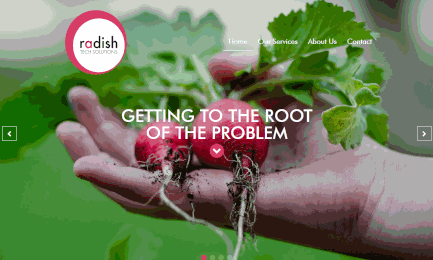 radish
TECH SOLUTIONS
Home Our Services About Us Contact
GETTING TO THE ROOT
OF THE PROBLEM